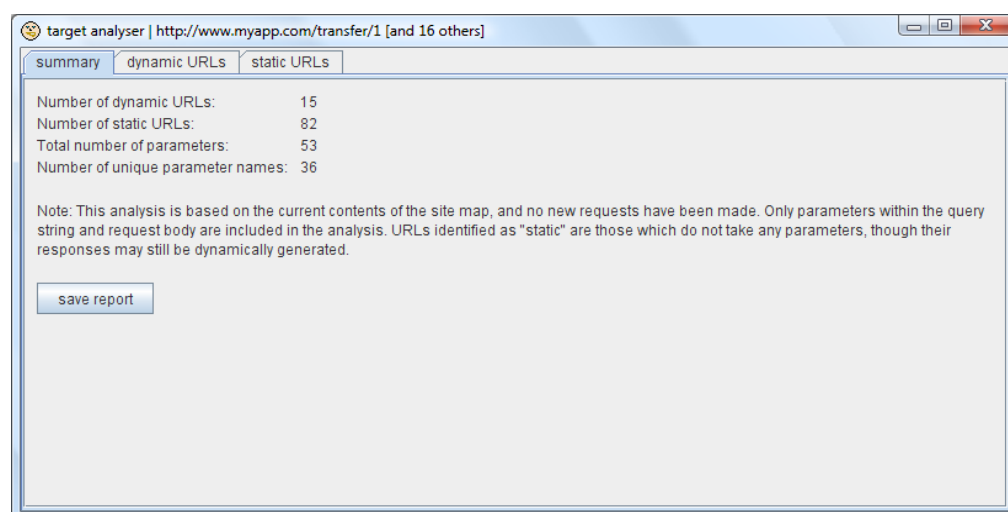 target analyser | http://www.myapp.com/transfer/1 [and 16 others]
summary dynamic URLs static URLs
Number of dynamic URLs: 15
Number of static URLs: 82
Total number of parameters: 53
Number of unique parameter names: 36
Note: This analysis is based on the current contents of the site map, and no new requests have been made. Only parameters within the query
string and request body are included in the analysis. URLs identified as "static" are those which do not take any parameters, though their
responses may still be dynamically generated.
save report